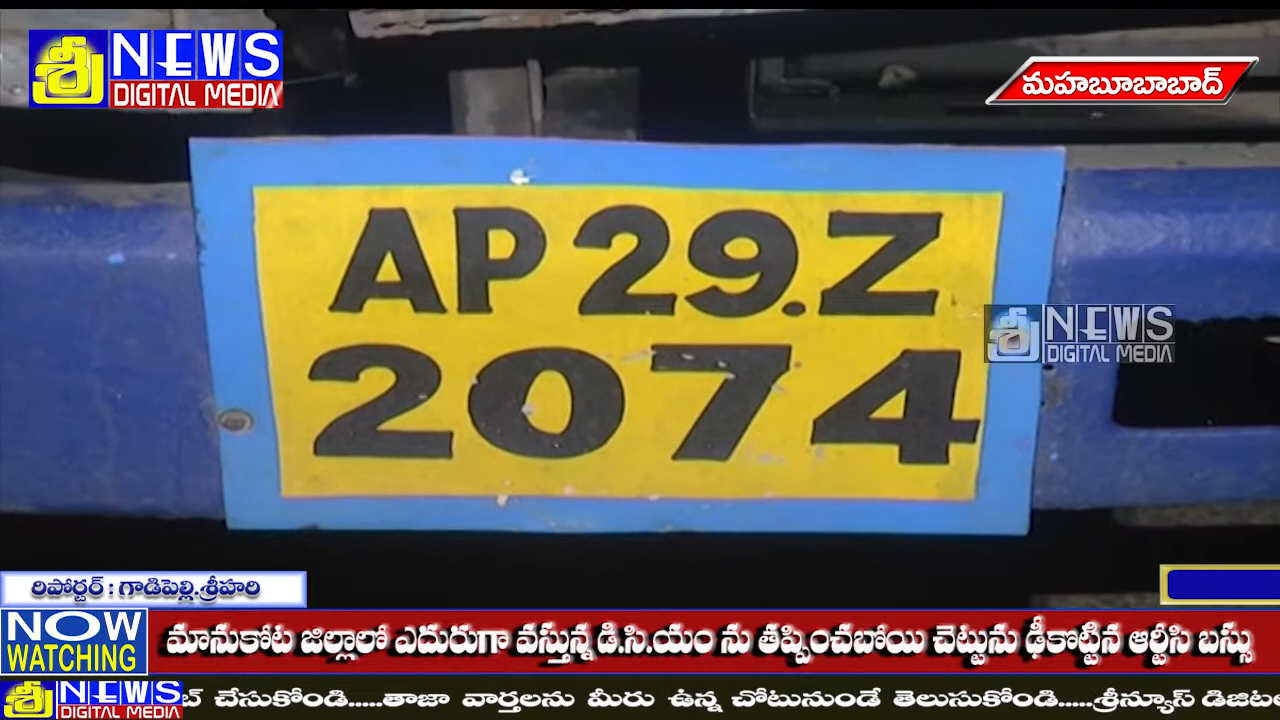 శ్రీ NEWS
DIGITAL MEDIA
మహబూబాబాద్
AP 29.Z
2074
శ్రీ NEWS
DIGITAL MEDIA
రిపోర్టర్ : గాడిపెల్లి.శ్రీహరి
NOW
WATCHING
మానుకోట జిల్లాలో ఎదురుగా వస్తున్న డి.సి.యం ను తప్పించబోయి చెట్టును ఢీకొట్టిన ఆర్టీసి బస్సు
శ్రీ NEWS
DIGITAL MEDIA
చేసుకోండి.....తాజా వార్తలను మీరు ఉన్న చోటునుండే తెలుసుకోండి.....శ్రీన్యూస్